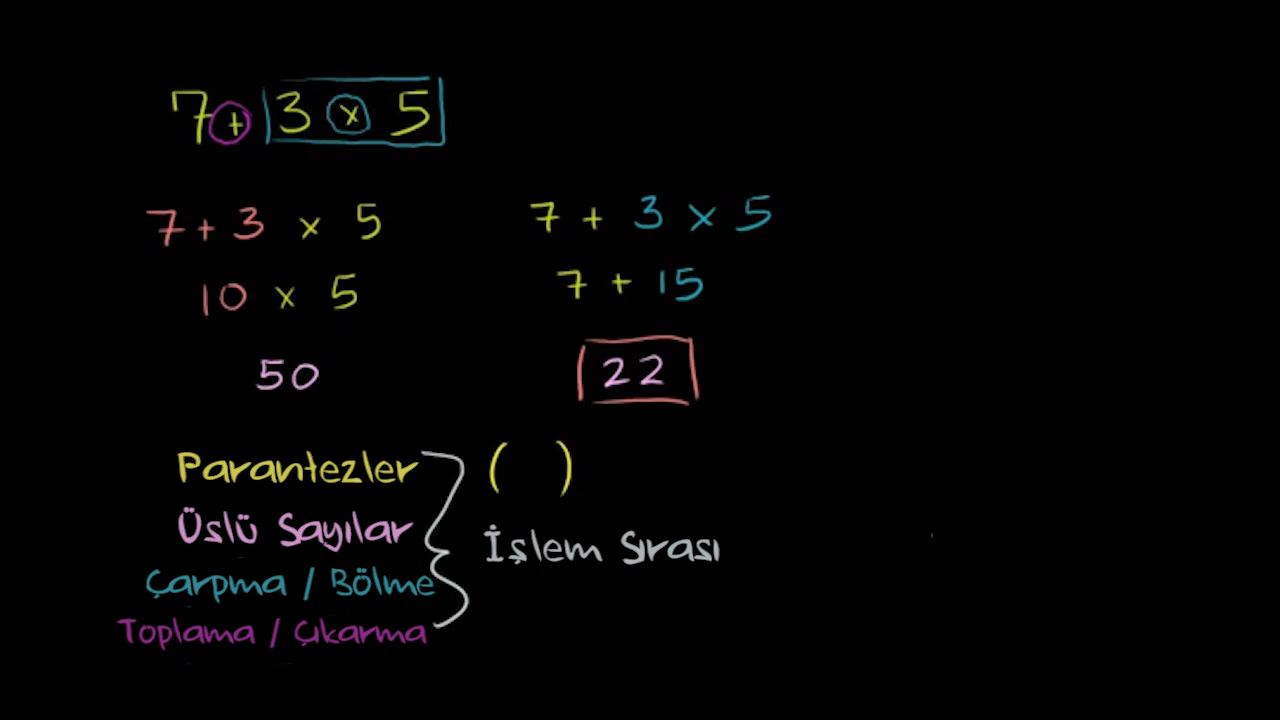 7 + 3 x 5
7 + 3 x 5
10 x 5
50
7 + 3 x 5
7 + 15
22
Parantezler ( )
Üslü Sayılar
Çarpma / Bölme
Toplama / Çıkarma
İşlem Sırası